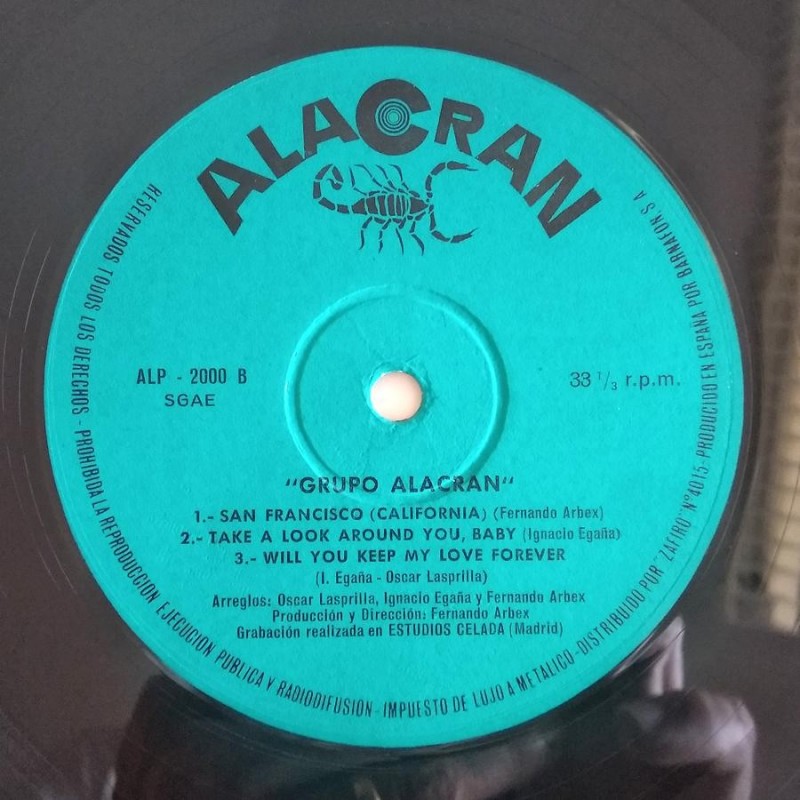 ALACRAN
ALP - 2000 B
SGAE
33 1/3 r.p.m.
"GRUPO ALACRAN"
1.- SAN FRANCISCO (CALIFORNIA) (Fernando Arbex)
2.- TAKE A LOOK AROUND YOU, BABY (Ignacio Egaña)
3.- WILL YOU KEEP MY LOVE FOREVER
(I. Egaña - Oscar Lasprilla)
Arreglos: Oscar Lasprilla, Ignacio Egaña y Fernando Arbex
Producción y Dirección: Fernando Arbex
Grabación realizada en ESTUDIOS CELADA (Madrid)
RESERVADOS TODOS LOS DERECHOS - PROHIBIDA LA REPRODUCCION EJECUCION PUBLICA Y RADIODIFUSION - IMPUESTO DE LUJO A METALICO - DISTRIBUIDO POR "ZAFIRO" Nº 4015 - PRODUCIDO EN ESPAÑA POR BARNAFON, S A